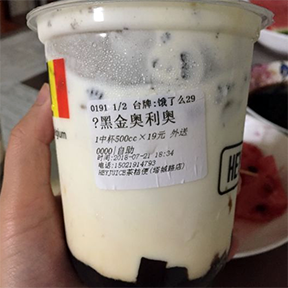 0191 1/2 台牌:饿了么29
?黑金奥利奥
1中杯500cc×19元 外送
0000|自助
时间:2018-07-21 18:34
电话:15021914793
HEYJUICE茶桔便(塔城路店)
HE